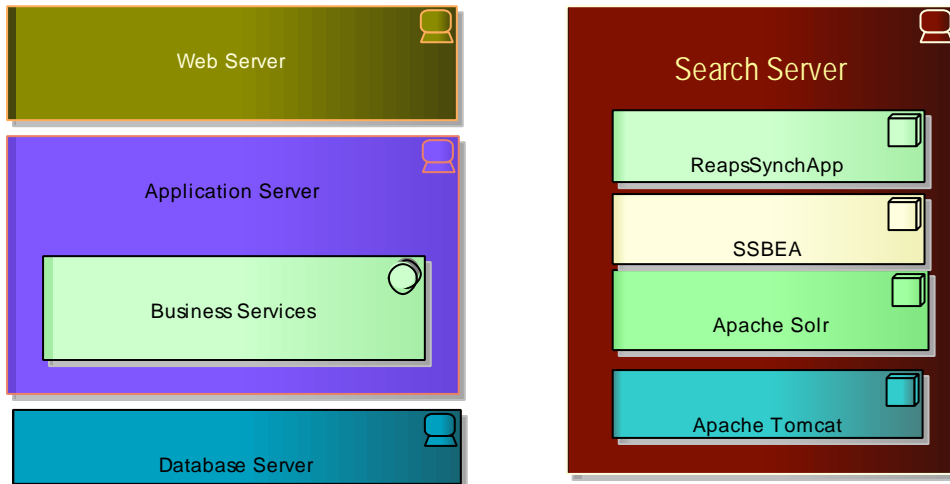 Web Server
Application Server
Business Services
Database Server
Search Server
ReapsSynchApp
SSBEA
Apache Solr
Apache Tomcat